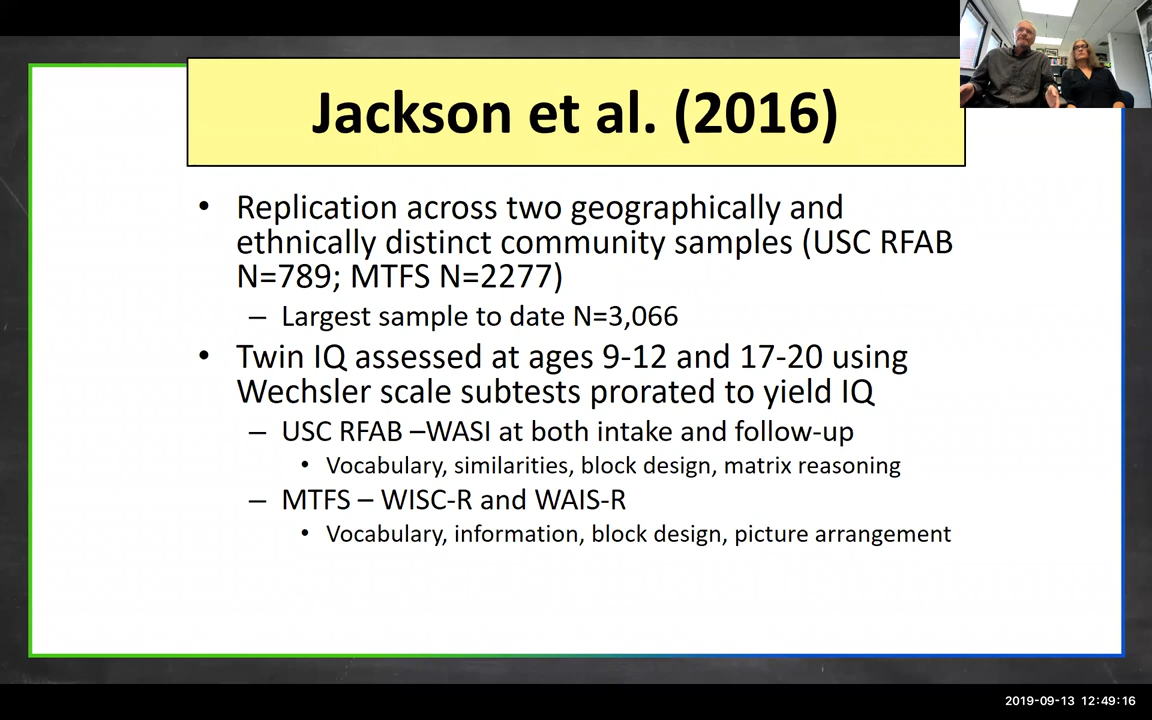 Jackson et al. (2016)
• Replication across two geographically and
ethnically distinct community samples (USC RFAB
N=789; MTFS N=2277)
– Largest sample to date N=3,066
• Twin IQ assessed at ages 9-12 and 17-20 using
Wechsler scale subtests prorated to yield IQ
– USC RFAB –WASI at both intake and follow-up
• Vocabulary, similarities, block design, matrix reasoning
– MTFS – WISC-R and WAIS-R
• Vocabulary, information, block design, picture arrangement
2019-09-13 12:49:16